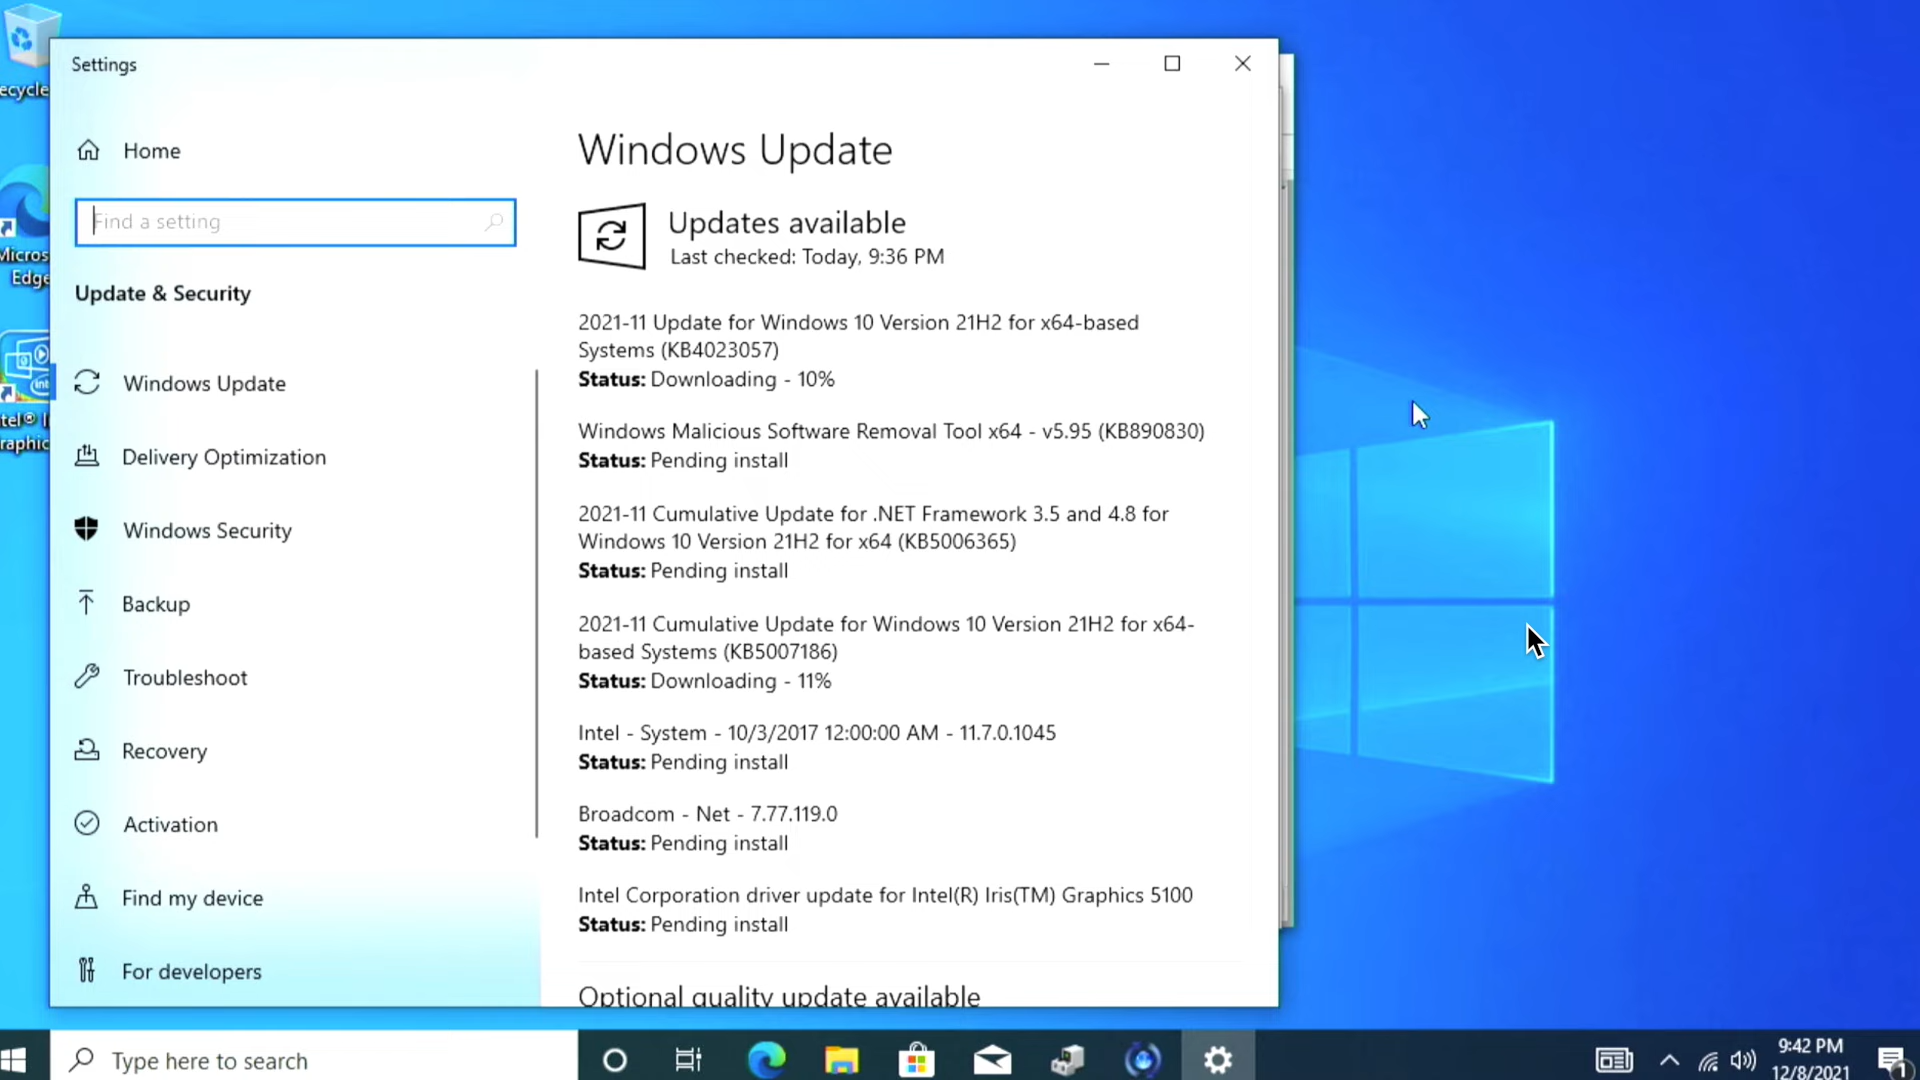 Settings
Home
Find a setting
Update & Security
Windows Update
Delivery Optimization
Windows Security
Backup
Troubleshoot
Recovery
Activation
Find my device
For developers
Windows Update
Updates available
Last checked: Today, 9:36 PM
2021-11 Update for Windows 10 Version 21H2 for x64-based
Systems (KB4023057)
Status: Downloading - 10%
Windows Malicious Software Removal Tool x64 - v5.95 (KB890830)
Status: Pending install
2021-11 Cumulative Update for .NET Framework 3.5 and 4.8 for
Windows 10 Version 21H2 for x64 (KB5006365)
Status: Pending install
2021-11 Cumulative Update for Windows 10 Version 21H2 for x64-
based Systems (KB5007186)
Status: Downloading - 11%
Intel - System - 10/3/2017 12:00:00 AM - 11.7.0.1045
Status: Pending install
Broadcom - Net - 7.77.119.0
Status: Pending install
Intel Corporation driver update for Intel(R) Iris(TM) Graphics 5100
Status: Pending install
Optional quality update available
ecycle
Micros
Edge
tel® I
raphic
Type here to search
9:42 PM
12/8/2021
1